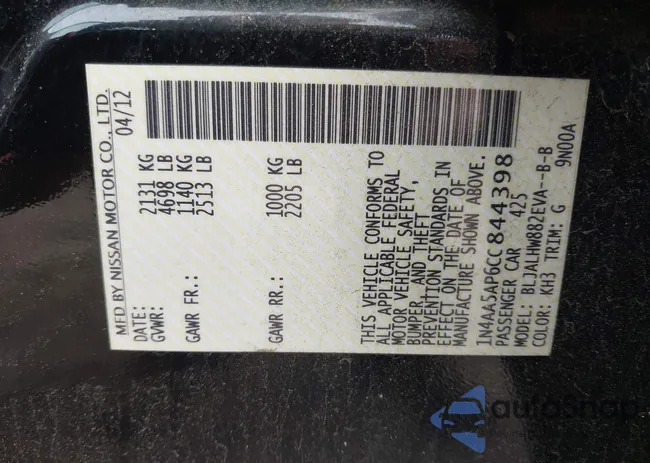 MFD BY NISSAN MOTOR CO., LTD.
DATE: 04/12
GVWR: 2131 KG
4698 LB
GAWR FR.: 1140 KG
2513 LB
GAWR RR.: 1000 KG
2205 LB
THIS VEHICLE CONFORMS TO
ALL APPLICABLE FEDERAL
MOTOR VEHICLE SAFETY,
BUMPER, AND THEFT
PREVENTION STANDARDS IN
EFFECT ON THE DATE OF
MANUFACTURE SHOWN ABOVE.
1N4AA5AP6CC844398
PASSENGER CAR 425
MODEL: BLJALHW882EVA--B-B
COLOR: KH3 TRIM: G 9N00A
autosnap